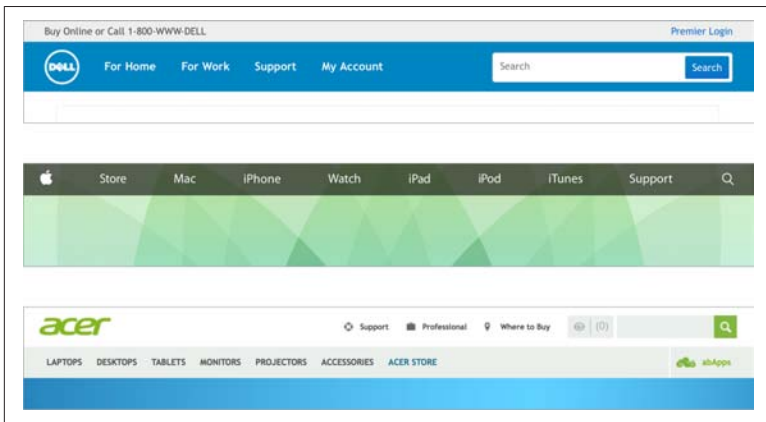 Buy Online or Call 1-800-WWW-DELL Premier Login
DELL For Home For Work Support My Account Search Search
Store Mac iPhone Watch iPad iPod iTunes Support
acer Support Professional Where to Buy (0)
LAPTOPS DESKTOPS TABLETS MONITORS PROJECTORS ACCESSORIES ACER STORE abApps